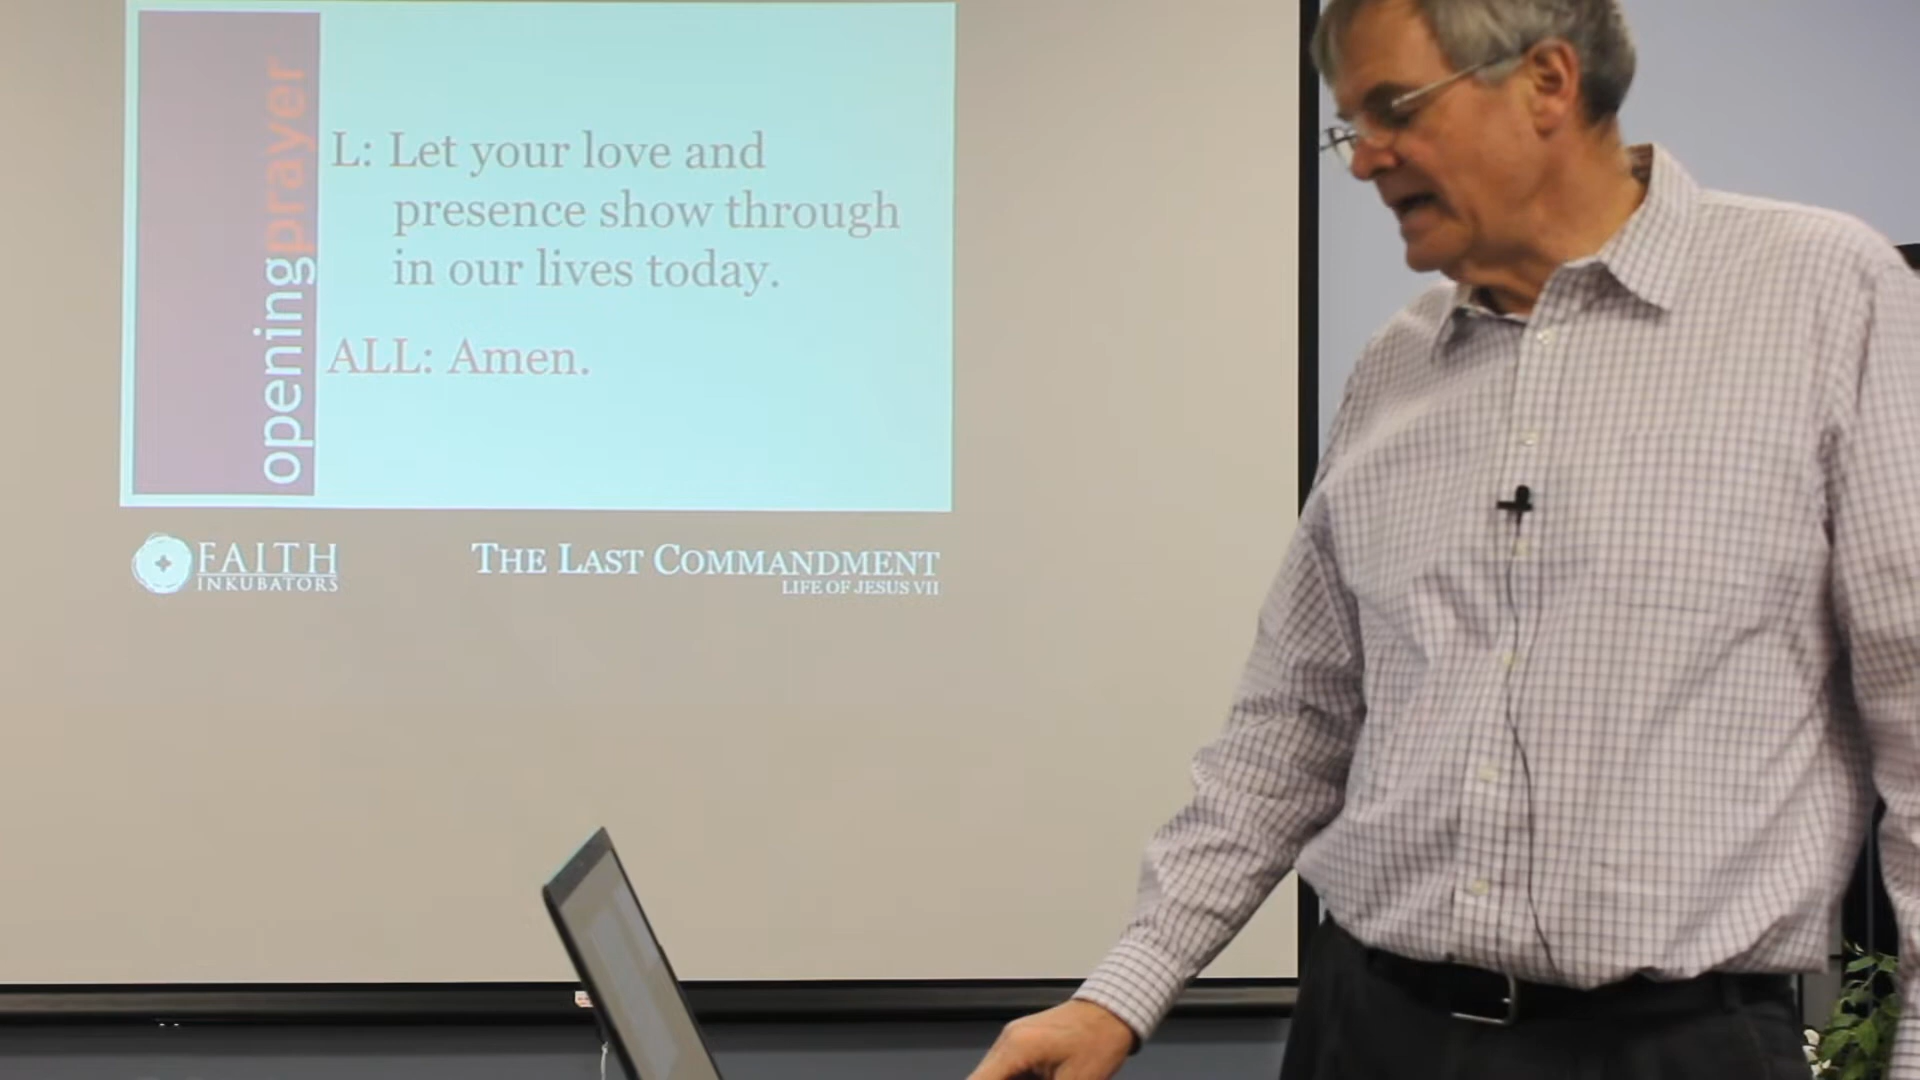 openingprayer
L: Let your love and
presence show through
in our lives today.
ALL: Amen.
FAITH
INKUBATORS
THE LAST COMMANDMENT
LIFE OF JESUS VII